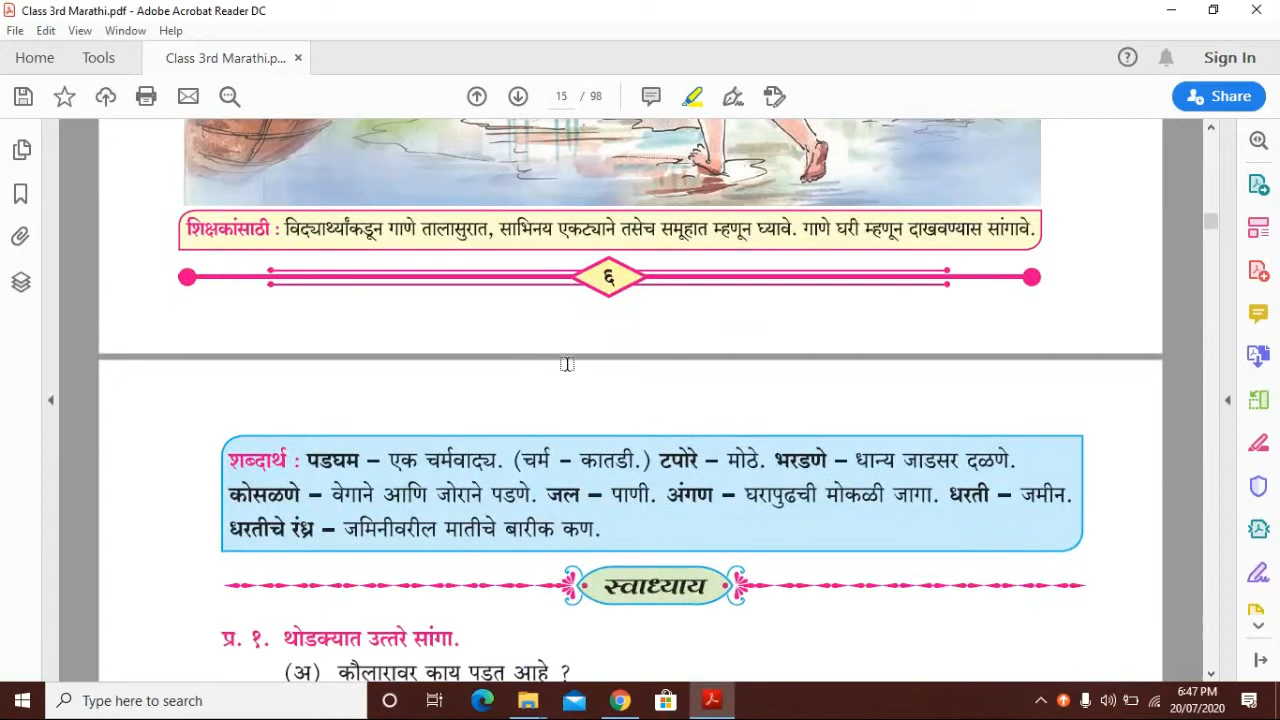 Class 3rd Marathi.pdf - Adobe Acrobat Reader DC
File Edit View Window Help
Home Tools Class 3rd Marathi.p... × Sign In
15 / 98 Share
शिक्षकांसाठी : विद्यार्थ्यांकडून गाणे तालासुरात, साभिनय एकट्याने तसेच समूहात म्हणून घ्यावे. गाणे घरी म्हणून दाखवण्यास सांगावे.
६
शब्दार्थ : पडघम – एक चर्मवाद्य. (चर्म – कातडी.) टपोरे – मोठे. भरडणे – धान्य जाडसर दळणे.
कोसळणे – वेगाने आणि जोराने पडणे. जल – पाणी. अंगण – घरापुढची मोकळी जागा. धरती – जमीन.
धरतीचे रंध्र – जमिनीवरील मातीचे बारीक कण.
स्वाध्याय
प्र. १. थोडक्यात उत्तरे सांगा.
(अ) कौलारावर काय पडत आहे ?
Type here to search
6:47 PM
20/07/2020